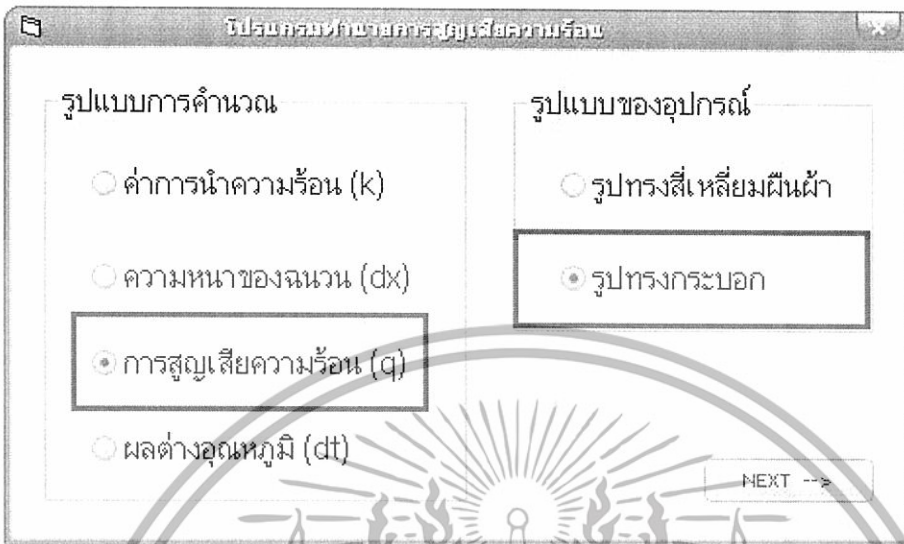 โปรแกรมทำนายการสูญเสียความร้อน
รูปแบบการคำนวณ
ค่าการนำความร้อน (k)
ความหนาของฉนวน (dx)
การสูญเสียความร้อน (q)
ผลต่างอุณหภูมิ (dt)
รูปแบบของอุปกรณ์
รูปทรงสี่เหลี่ยมผืนผ้า
รูปทรงกระบอก
NEXT -->